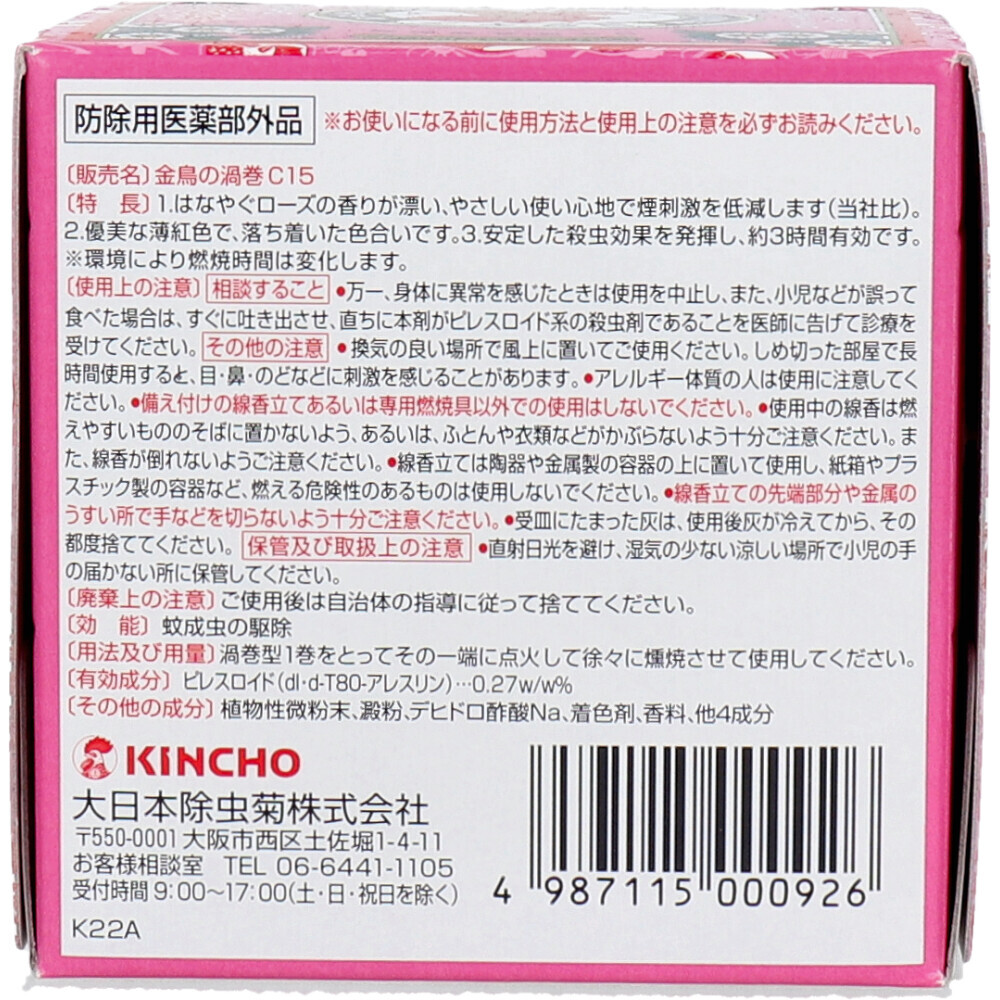 防除用医薬部外品 ※お使いになる前に使用方法と使用上の注意を必ずお読みください。
〔販売名〕金鳥の渦巻C15
〔特 長〕1.はなやぐローズの香りが漂い、やさしい使い心地で煙刺激を低減します(当社比)。
2.優美な薄紅色で、落ち着いた色合いです。3.安定した殺虫効果を発揮し、約3時間有効です。
※環境により燃焼時間は変化します。
〔使用上の注意〕 相談すること ●万一、身体に異常を感じたときは使用を中止し、また、小児などが誤って
食べた場合は、すぐに吐き出させ、直ちに本剤がピレスロイド系の殺虫剤であることを医師に告げて診療を
受けてください。 その他の注意 ●換気の良い場所で風上に置いてご使用ください。しめ切った部屋で長
時間使用すると、目・鼻・のどなどに刺激を感じることがあります。●アレルギー体質の人は使用に注意してく
ださい。●備え付けの線香立てあるいは専用燃焼具以外での使用はしないでください。●使用中の線香は燃
えやすいもののそばに置かないよう、あるいは、ふとんや衣類などがかぶらないよう十分ご注意ください。ま
た、線香が倒れないようご注意ください。●線香立ては陶器や金属製の容器の上に置いて使用し、紙箱やプラ
スチック製の容器など、燃える危険性のあるものは使用しないでください。●線香立ての先端部分や金属の
うすい所で手などを切らないよう十分ご注意ください。●受皿にたまった灰は、使用後灰が冷えてから、その
都度捨ててください。 保管及び取扱上の注意 ●直射日光を避け、湿気の少ない涼しい場所で小児の手
の届かない所に保管してください。
〔廃棄上の注意〕ご使用後は自治体の指導に従って捨ててください。
〔効 能〕蚊成虫の駆除
〔用法及び用量〕渦巻型1巻をとってその一端に点火して徐々に燻焼させて使用してください。
〔有効成分〕ピレスロイド(dl・d-T80-アレスリン)…0.27w/w%
〔その他の成分〕植物性微粉末、澱粉、デヒドロ酢酸Na、着色剤、香料、他4成分
KINCHO
大日本除虫菊株式会社
〒550-0001 大阪市西区土佐堀1-4-11
お客様相談室 TEL 06-6441-1105
受付時間 9:00〜17:00(土・日・祝日を除く)
K22A
4 987115 000926